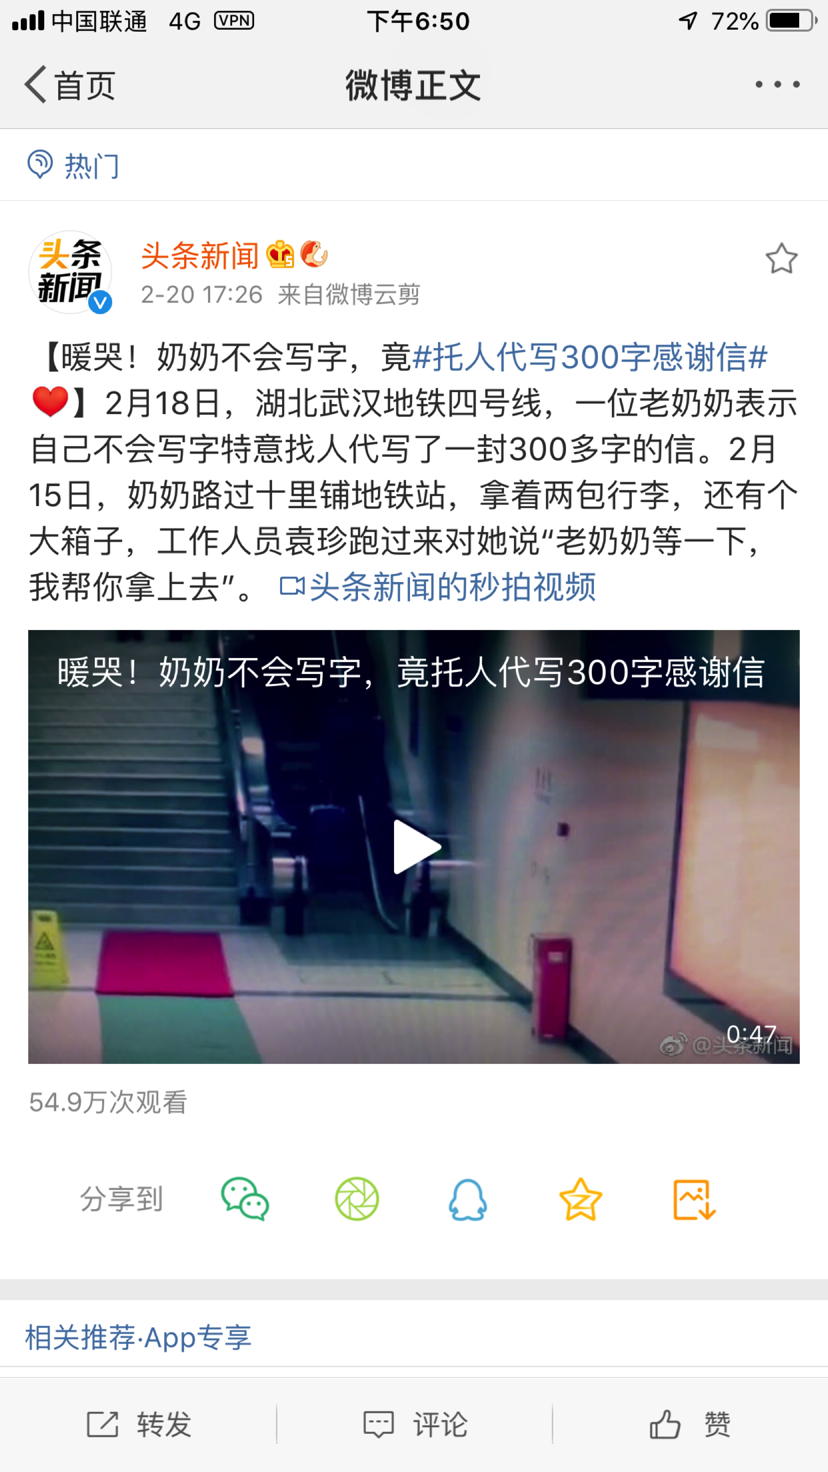 中国联通 4G VPN 下午6:50 72%
首页 微博正文
热门
头条新闻
头条新闻
2-20 17:26 来自微博云剪
【暖哭！奶奶不会写字，竟#托人代写300字感谢信#
❤️】2月18日，湖北武汉地铁四号线，一位老奶奶表示
自己不会写字特意找人代写了一封300多字的信。2月
15日，奶奶路过十里铺地铁站，拿着两包行李，还有个
大箱子，工作人员袁珍跑过来对她说“老奶奶等一下，
我帮你拿上去”。 头条新闻的秒拍视频
暖哭！奶奶不会写字，竟托人代写300字感谢信
0:47
@头条新闻
54.9万次观看
分享到
相关推荐·App专享
转发 评论 赞